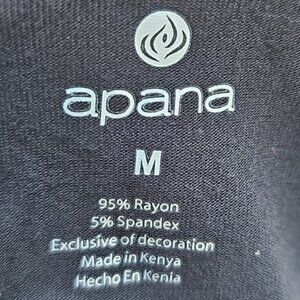 apana
M
95% Rayon
5% Spandex
Exclusive of decoration
Made in Kenya
Hecho En Kenia